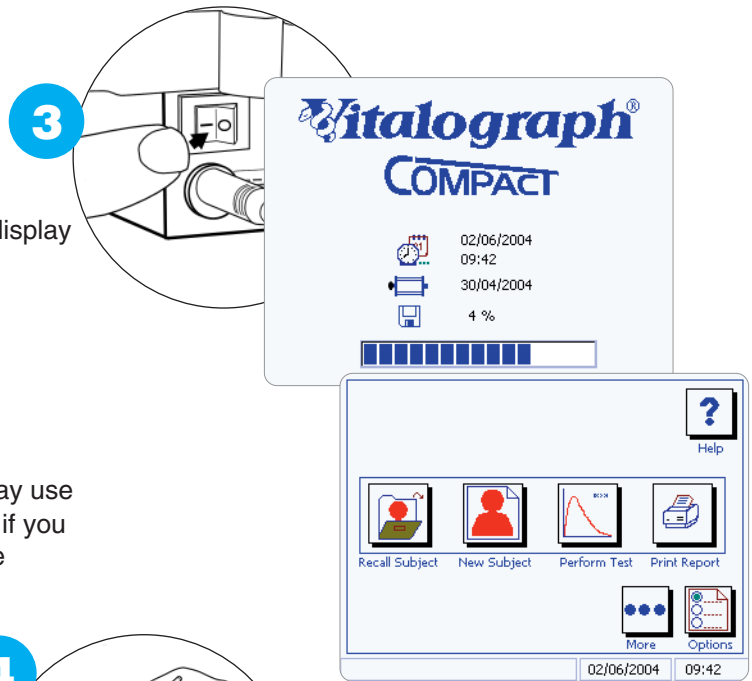 3
Vitalograph®
COMPACT
display
02/06/2004
09:42
30/04/2004
4 %
?
Help
ay use
if you
e
Recall Subject New Subject Perform Test Print Report
More Options
02/06/2004 09:42